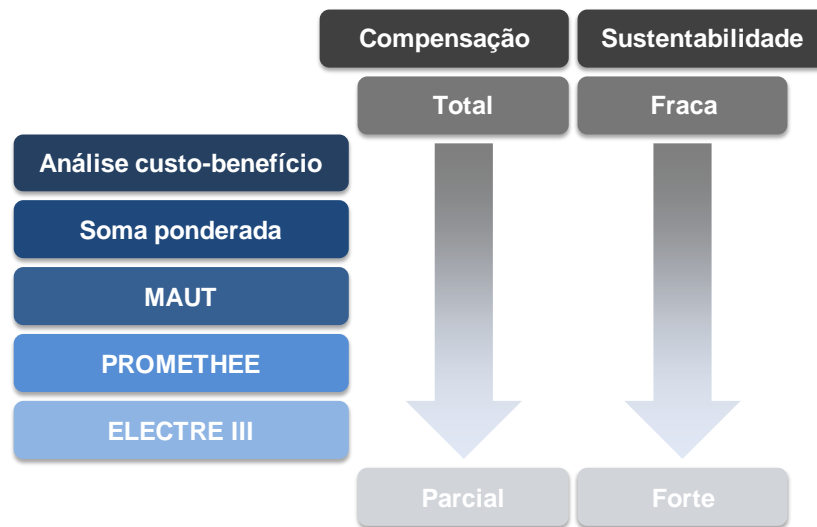 Compensação Sustentabilidade
Total Fraca
Análise custo-benefício
Soma ponderada
MAUT
PROMETHEE
ELECTRE III
Parcial Forte